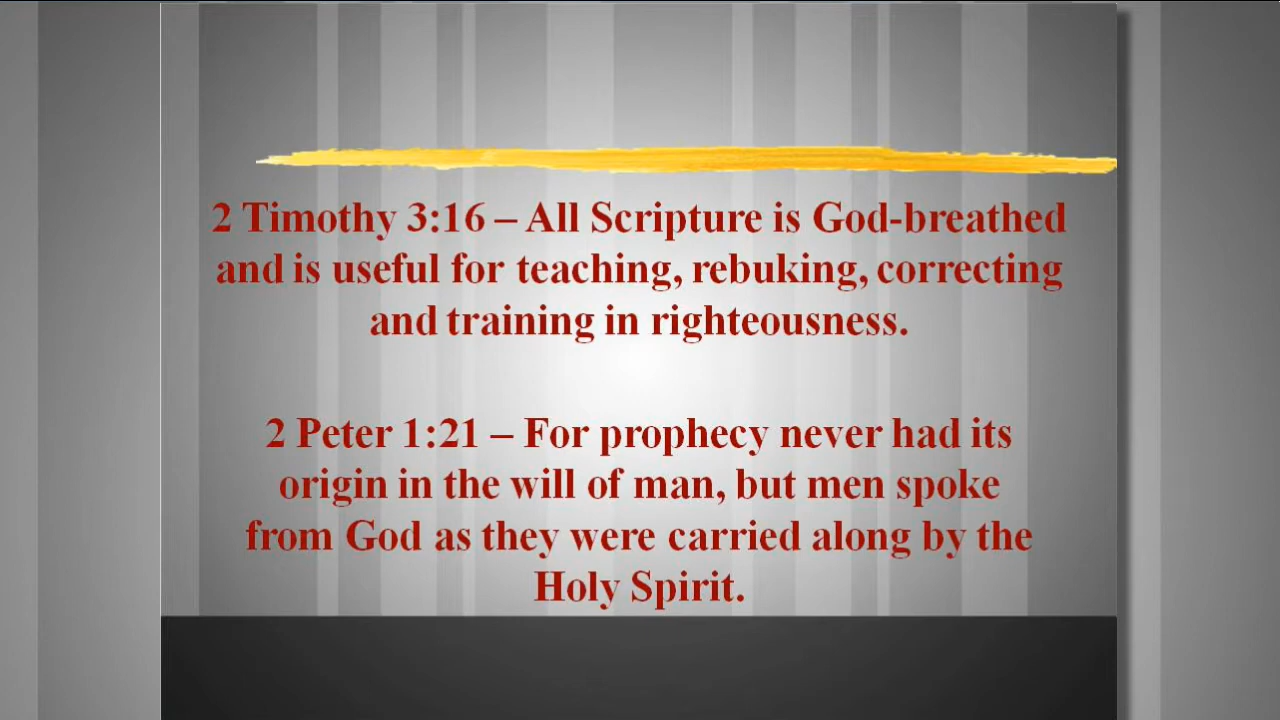 2 Timothy 3:16 – All Scripture is God-breathed
and is useful for teaching, rebuking, correcting
and training in righteousness.
2 Peter 1:21 – For prophecy never had its
origin in the will of man, but men spoke
from God as they were carried along by the
Holy Spirit.